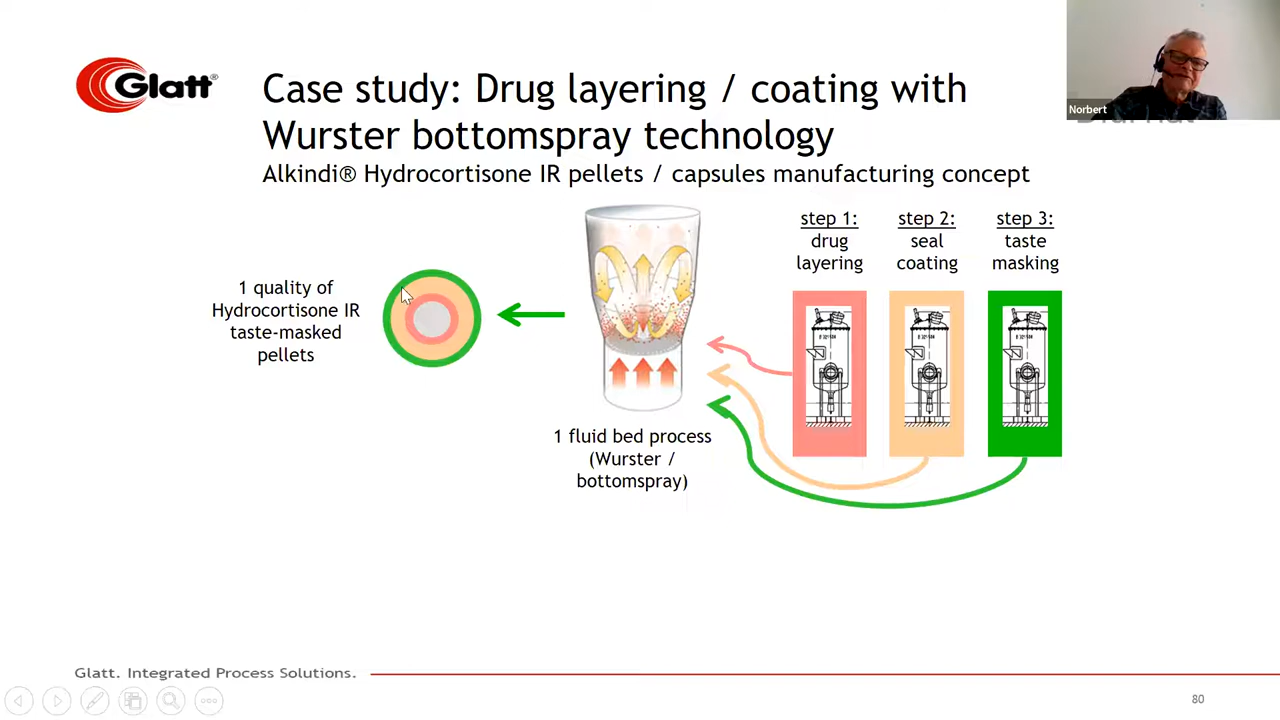 Glatt®
Case study: Drug layering / coating with
Wurster bottomspray technology
Alkindi® Hydrocortisone IR pellets / capsules manufacturing concept
Norbert
1 quality of
Hydrocortisone IR
taste-masked
pellets
1 fluid bed process
(Wurster /
bottomspray)
step 1:
drug
layering
step 2:
seal
coating
step 3:
taste
masking
Glatt. Integrated Process Solutions.
80